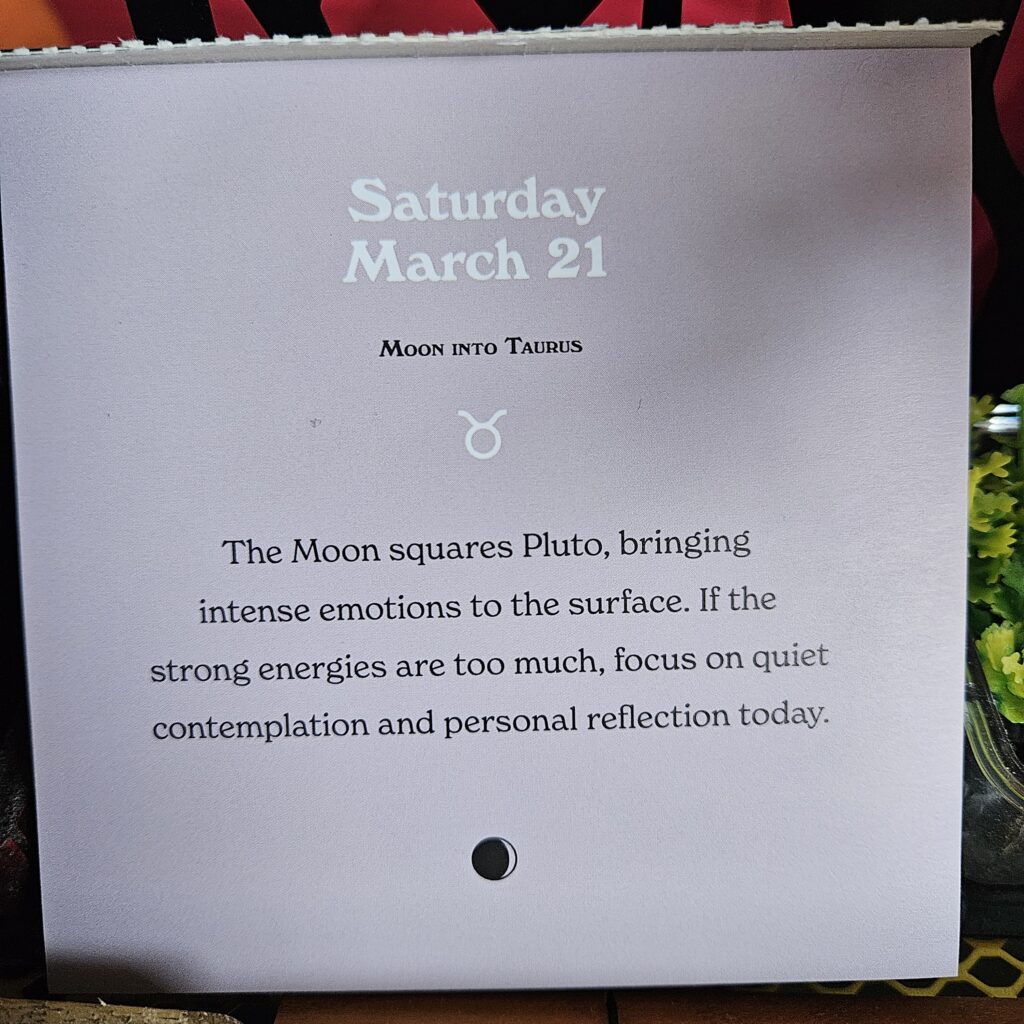 Saturday
March 21
Moon into Taurus
The Moon squares Pluto, bringing
intense emotions to the surface. If the
strong energies are too much, focus on quiet
contemplation and personal reflection today.